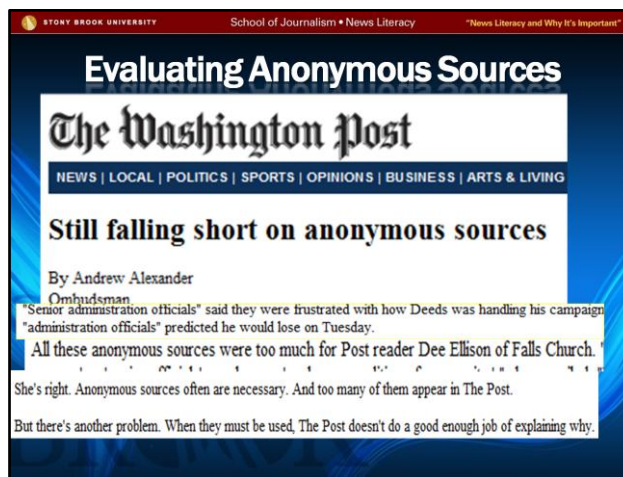 STONY BROOK UNIVERSITY School of Journalism • News Literacy "News Literacy and Why It's Important"
Evaluating Anonymous Sources
The Washington Post
NEWS | LOCAL | POLITICS | SPORTS | OPINIONS | BUSINESS | ARTS & LIVING
Still falling short on anonymous sources
By Andrew Alexander
Ombudsman
"Senior administration officials" said they were frustrated with how Deeds was handling his campaign
"administration officials" predicted he would lose on Tuesday.
All these anonymous sources were too much for Post reader Dee Ellison of Falls Church. "
She's right. Anonymous sources often are necessary. And too many of them appear in The Post.
But there's another problem. When they must be used, The Post doesn't do a good enough job of explaining why.